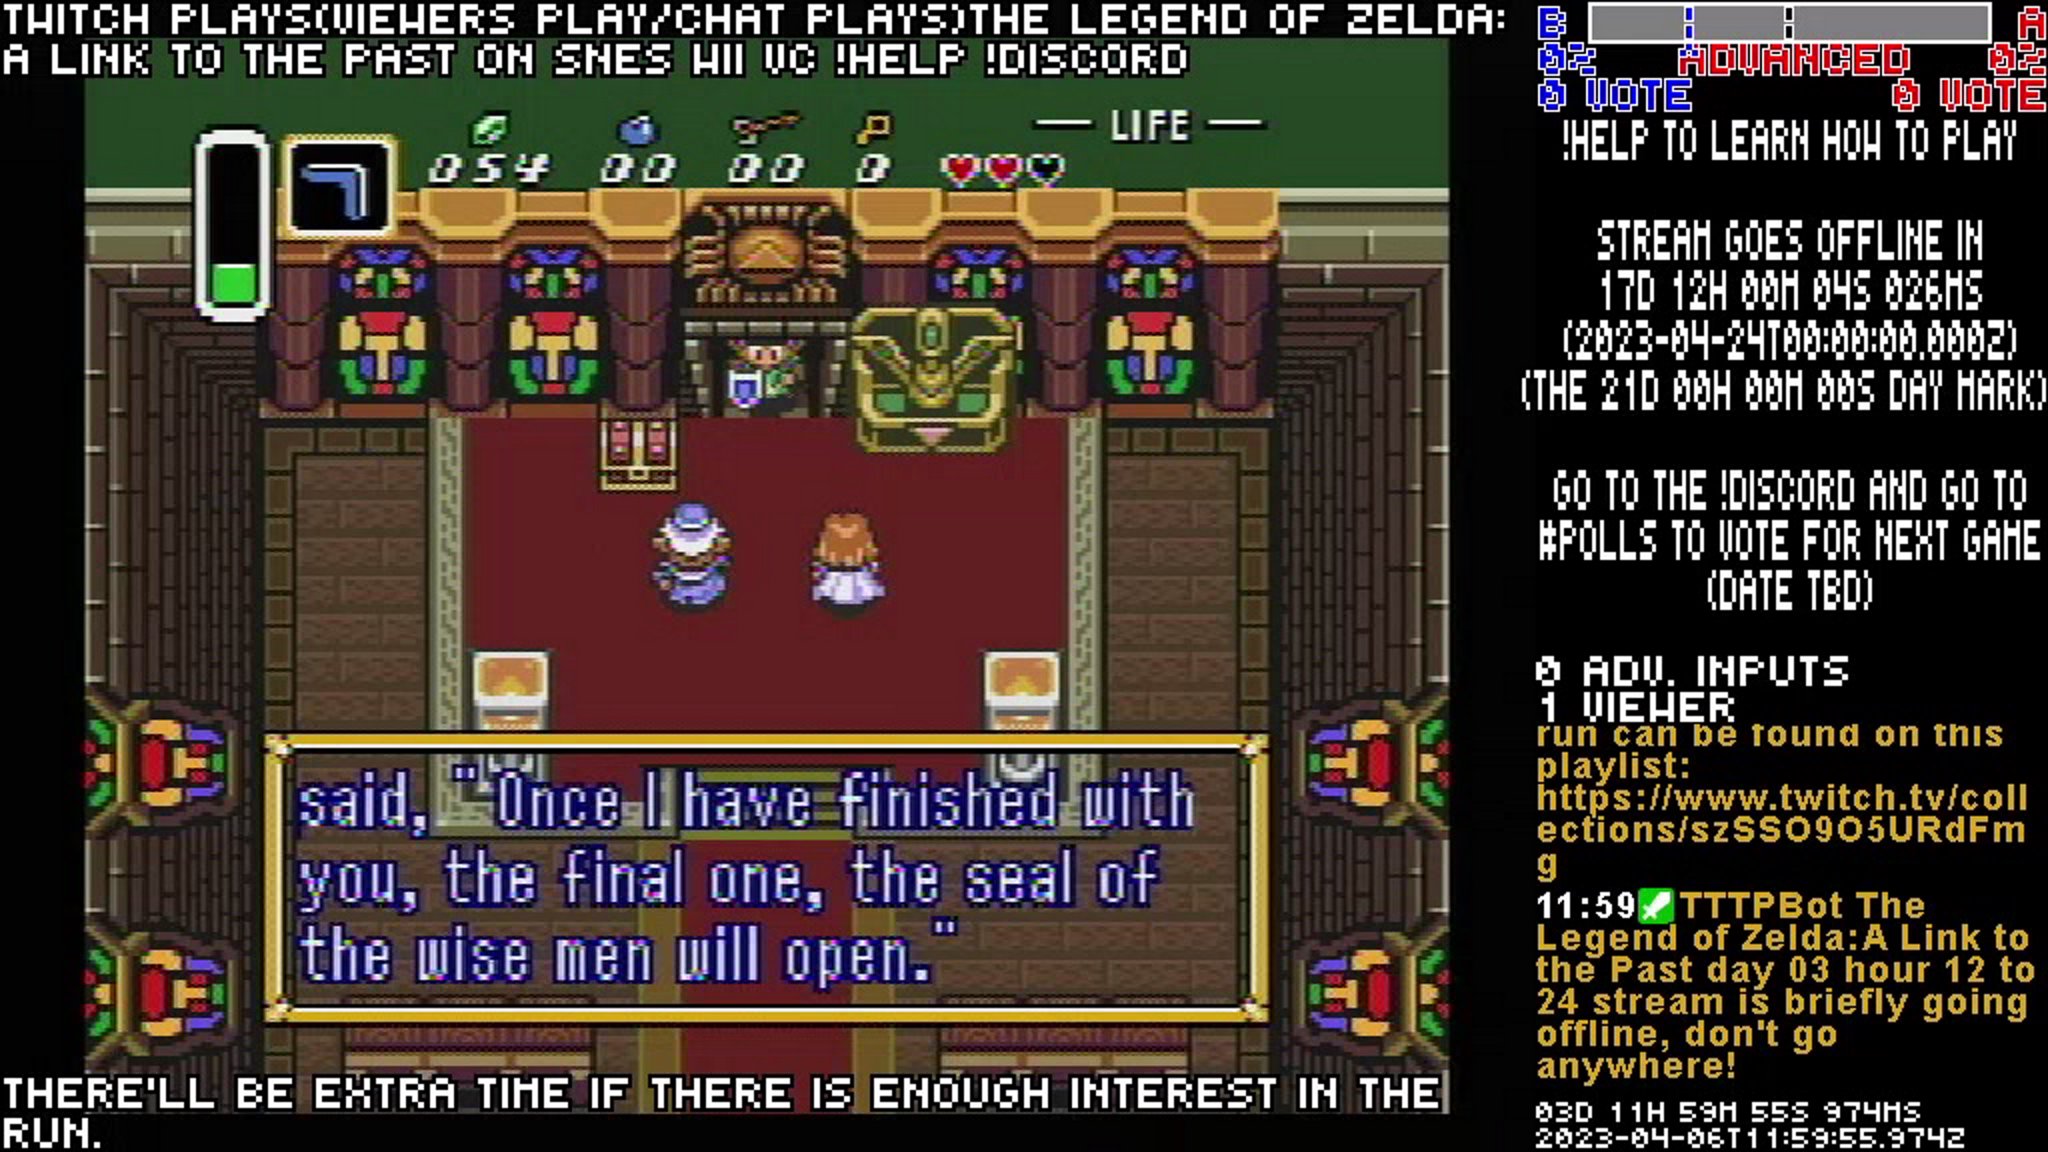 TWITCH PLAYS(VIEWERS PLAY/CHAT PLAYS)THE LEGEND OF ZELDA:
A LINK TO THE PAST ON SNES WII VC !HELP !DISCORD
054 00 00 0
LIFE
said, "Once I have finished with
you, the final one, the seal of
the wise men will open."
THERE'LL BE EXTRA TIME IF THERE IS ENOUGH INTEREST IN THE
RUN.
B A
0% ADVANCED 0%
0 VOTE 0 VOTE
!HELP TO LEARN HOW TO PLAY
STREAM GOES OFFLINE IN
17D 12H 00M 04S 026MS
(2023-04-24T00:00:00.000Z)
(THE 21D 00H 00M 00S DAY MARK)
GO TO THE !DISCORD AND GO TO
#POLLS TO VOTE FOR NEXT GAME
(DATE TBD)
0 ADV. INPUTS
1 VIEWER
run can be found on this
playlist:
https://www.twitch.tv/coll
ections/szSSO9O5URdFm
g
11:59 TTTPBot The
Legend of Zelda:A Link to
the Past day 03 hour 12 to
24 stream is briefly going
offline, don't go
anywhere!
03D 11H 59M 55S 974MS
2023-04-06T11:59:55.974Z